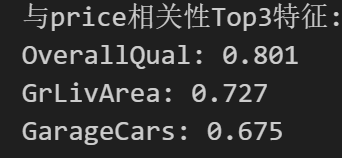 与price相关性Top3特征:
OverallQual: 0.801
GrLivArea: 0.727
GarageCars: 0.675